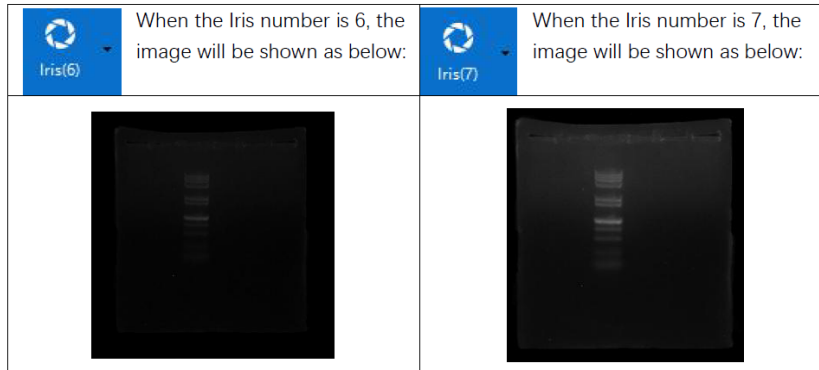 Iris(6)
When the Iris number is 6, the
image will be shown as below:
Iris(7)
When the Iris number is 7, the
image will be shown as below: